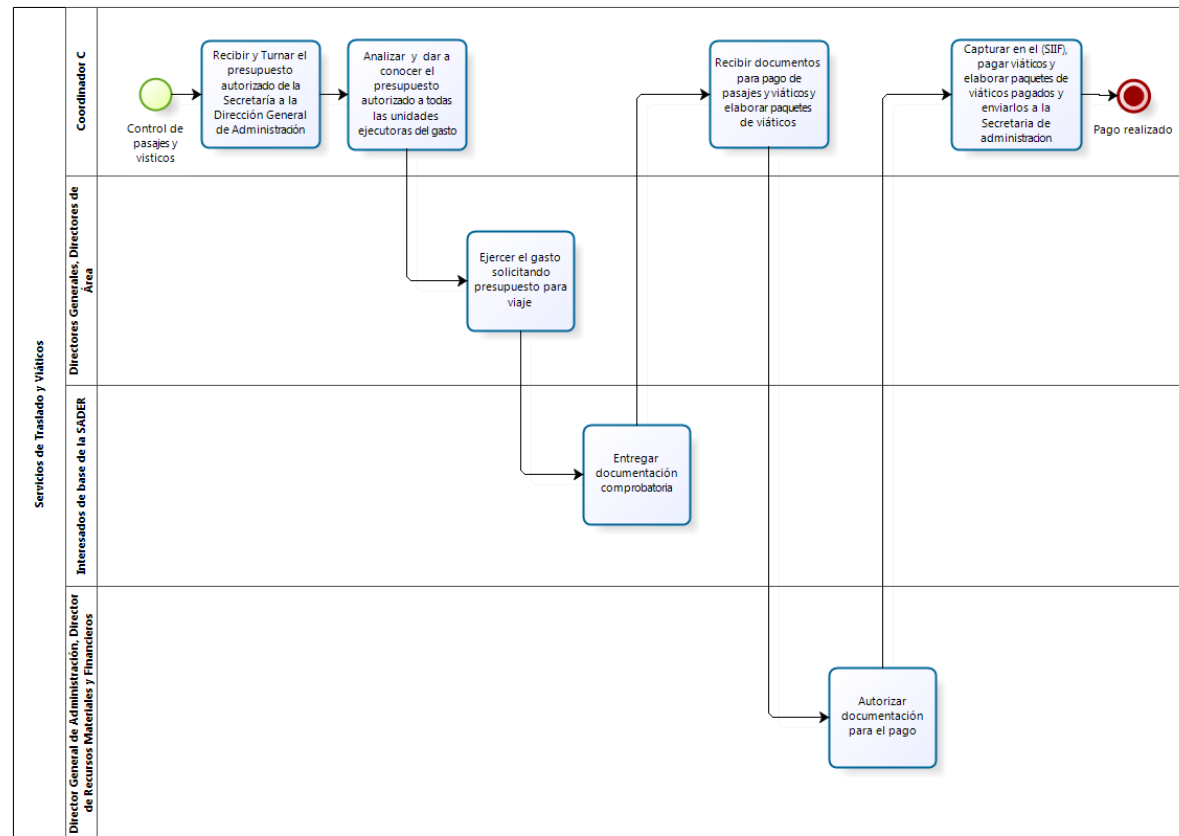 Servicios de Traslado y Viáticos
Coordinador C
Control de
pasajes y
visticos
Recibir y Turnar el
presupuesto
autorizado de la
Secretaría a la
Dirección General
de Administración
Analizar y dar a
conocer el
presupuesto
autorizado a todas
las unidades
ejecutoras del gasto
Recibir documentos
para pago de
pasajes y viáticos y
elaborar paquetes
de viáticos
Capturar en el (SIIF),
pagar viáticos y
elaborar paquetes de
viáticos pagados y
enviarlos a la
Secretaria de
administracion
Pago realizado
Directores Generales, Directores de
Área
Ejercer el gasto
solicitando
presupuesto para
viaje
Interesados de base de la SADER
Entregar
documentación
comprobatoria
Director General de Administración, Director
de Recursos Materiales y Financieros
Autorizar
documentación
para el pago